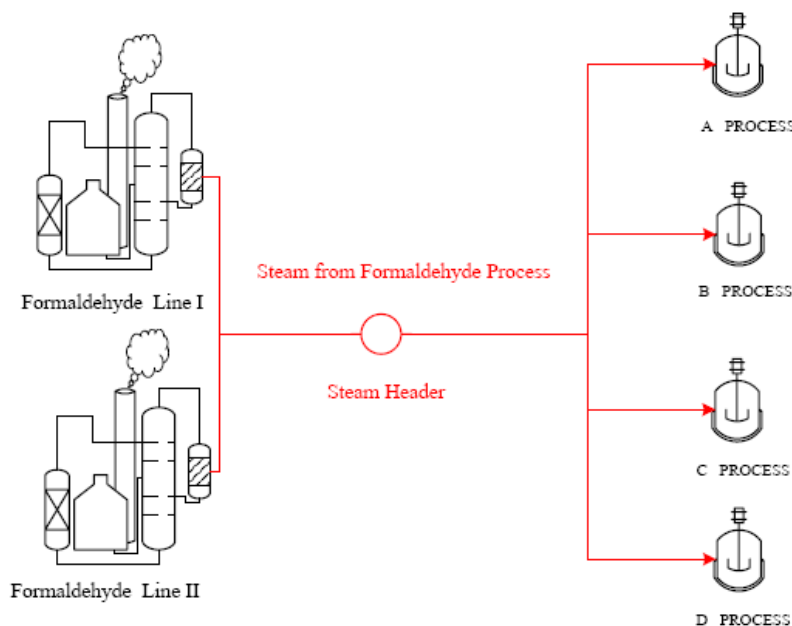 A PROCESS
Steam from Formaldehyde Process
B PROCESS
Formaldehyde Line I
Steam Header
C PROCESS
Formaldehyde Line II
D PROCESS